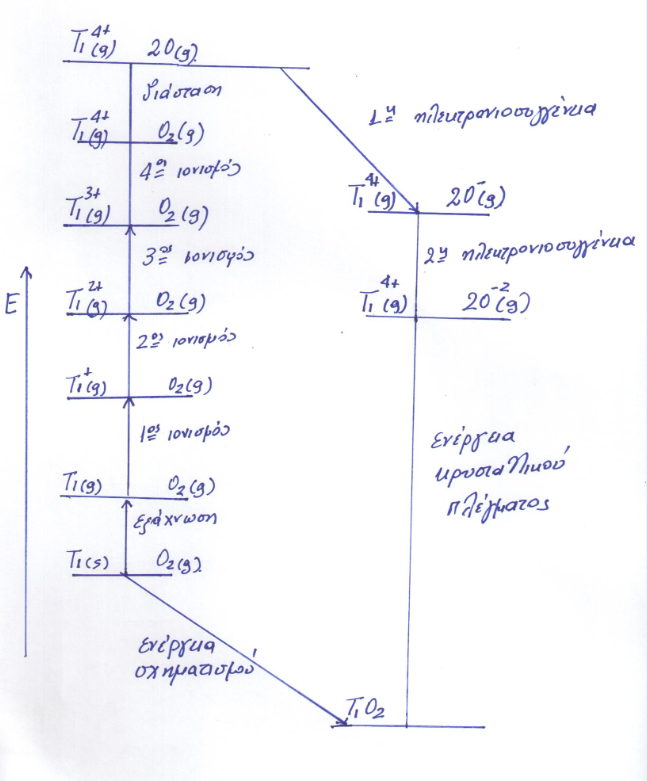 Ti⁴⁺(g) 2O(g)
διάσταση
Ti⁴⁺(g) O₂(g)
4ος ιονισμός
Ti³⁺(g) O₂(g)
3ος ιονισμός
Ti²⁺(g) O₂(g)
2ος ιονισμός
Ti⁺(g) O₂(g)
1ος ιονισμός
Ti(g) O₂(g)
εξάχνωση
Ti(s) O₂(g)
ενέργεια
σχηματισμού
E
1η ηλεκτρονιοσυγγένεια
Ti⁴⁺(g) 2O⁻(g)
2η ηλεκτρονιοσυγγένεια
Ti⁴⁺(g) 2O⁻²(g)
ενέργεια
κρυσταλλικού
πλέγματος
TiO₂